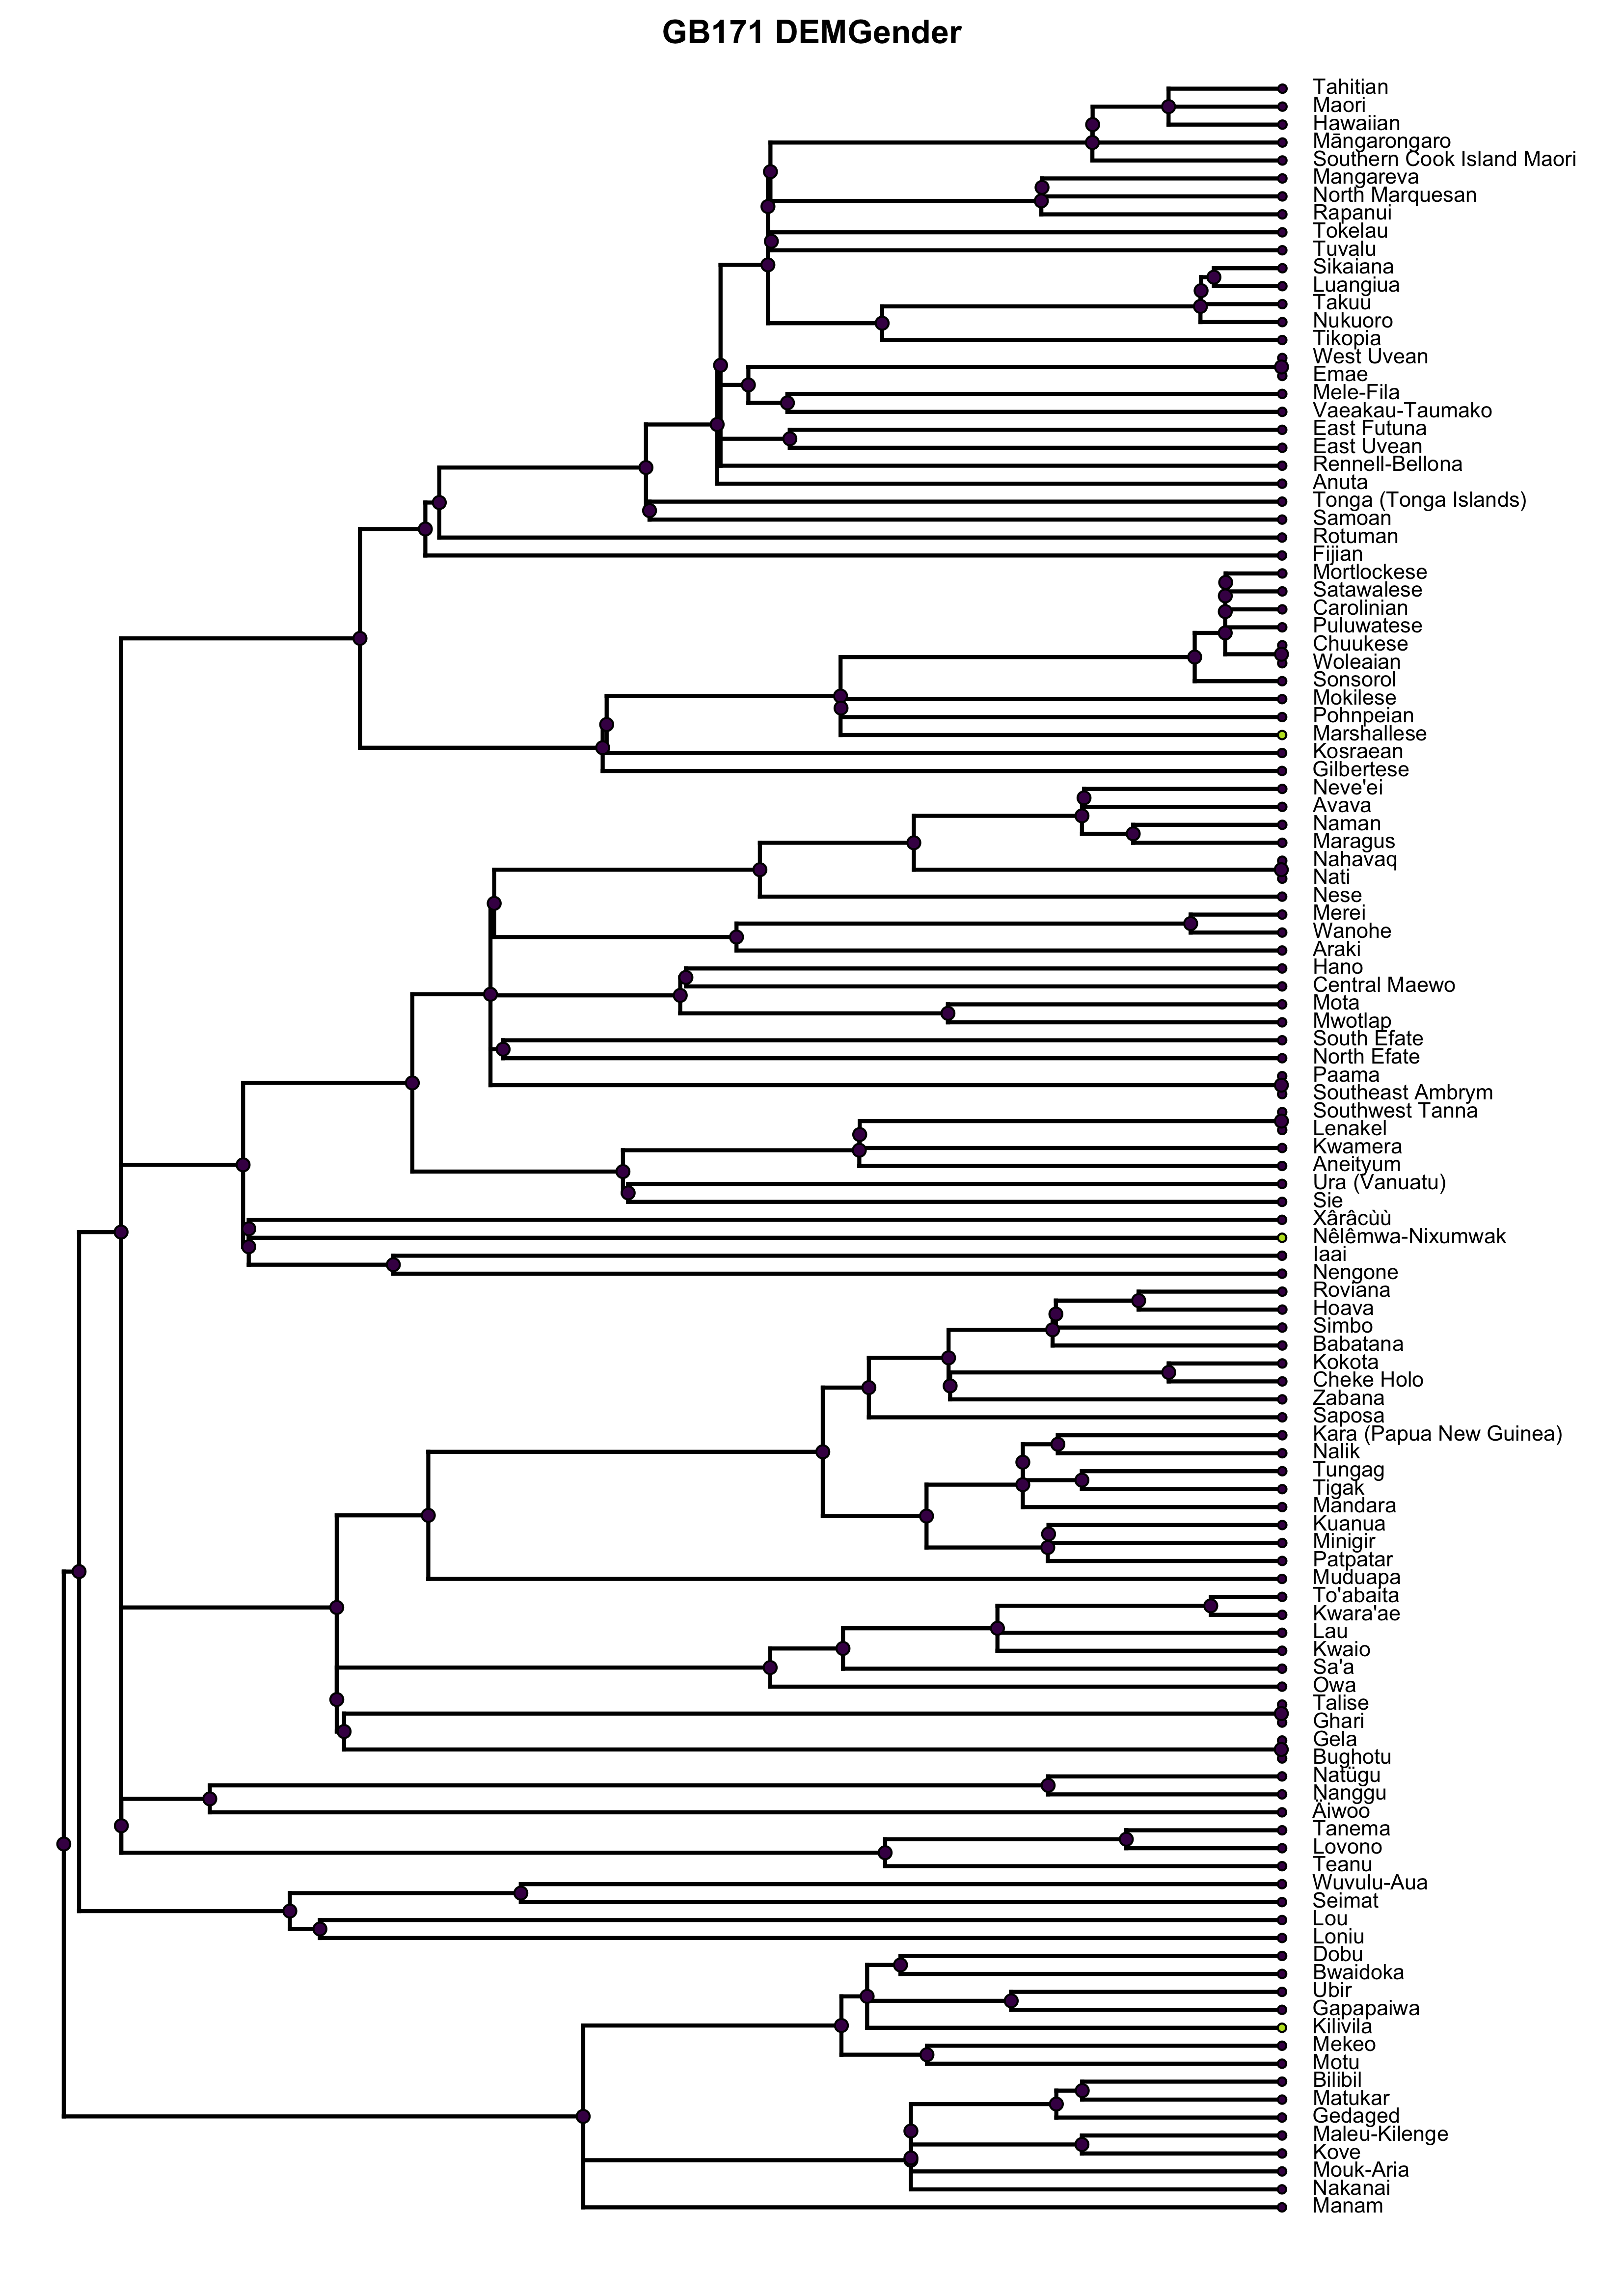 GB171 DEMGender
Tahitian
Maori
Hawaiian
Māngarongaro
Southern Cook Island Maori
Mangareva
North Marquesan
Rapanui
Tokelau
Tuvalu
Sikaiana
Luangiua
Takuu
Nukuoro
Tikopia
West Uvean
Emae
Mele-Fila
Vaeakau-Taumako
East Futuna
East Uvean
Rennell-Bellona
Anuta
Tonga (Tonga Islands)
Samoan
Rotuman
Fijian
Mortlockese
Satawalese
Carolinian
Puluwatese
Chuukese
Woleaian
Sonsorol
Mokilese
Pohnpeian
Marshallese
Kosraean
Gilbertese
Neve'ei
Avava
Naman
Maragus
Nahavaq
Nati
Nese
Merei
Wanohe
Araki
Hano
Central Maewo
Mota
Mwotlap
South Efate
North Efate
Paama
Southeast Ambrym
Southwest Tanna
Lenakel
Kwamera
Aneityum
Ura (Vanuatu)
Sie
Xârâcùù
Nêlêmwa-Nixumwak
Iaai
Nengone
Roviana
Hoava
Simbo
Babatana
Kokota
Cheke Holo
Zabana
Saposa
Kara (Papua New Guinea)
Nalik
Tungag
Tigak
Mandara
Kuanua
Minigir
Patpatar
Muduapa
To'abaita
Kwara'ae
Lau
Kwaio
Sa'a
Owa
Talise
Ghari
Gela
Bughotu
Natügu
Nanggu
Äiwoo
Tanema
Lovono
Teanu
Wuvulu-Aua
Seimat
Lou
Loniu
Dobu
Bwaidoka
Ubir
Gapapaiwa
Kilivila
Mekeo
Motu
Bilibil
Matukar
Gedaged
Maleu-Kilenge
Kove
Mouk-Aria
Nakanai
Manam